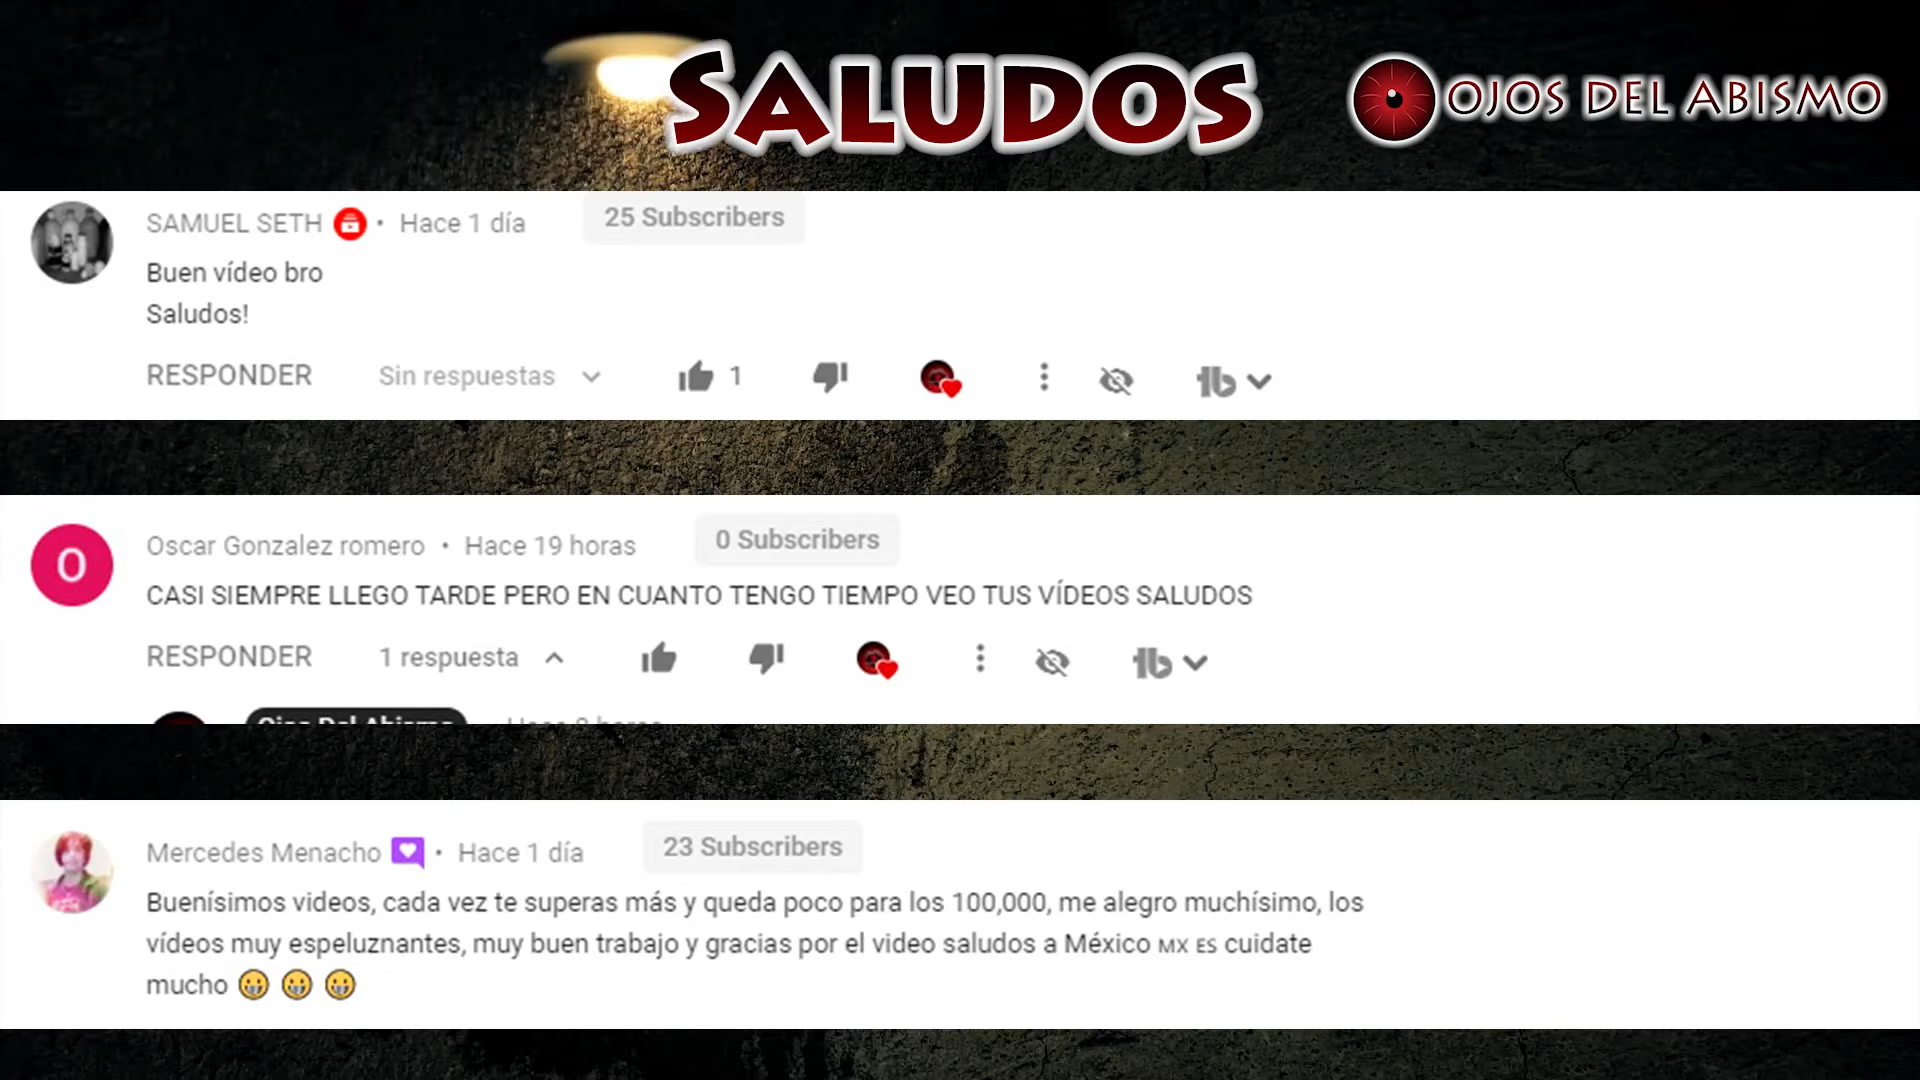 SALUDOS
OJOS DEL ABISMO
SAMUEL SETH • Hace 1 día
25 Subscribers
Buen vídeo bro
Saludos!
RESPONDER Sin respuestas 1
Oscar Gonzalez romero • Hace 19 horas
0 Subscribers
CASI SIEMPRE LLEGO TARDE PERO EN CUANTO TENGO TIEMPO VEO TUS VÍDEOS SALUDOS
RESPONDER 1 respuesta
Ojos Del Abismo
Mercedes Menacho • Hace 1 día
23 Subscribers
Buenísimos videos, cada vez te superas más y queda poco para los 100,000, me alegro muchísimo, los
vídeos muy espeluznantes, muy buen trabajo y gracias por el video saludos a México MX ES cuidate
mucho 😀 😀 😀